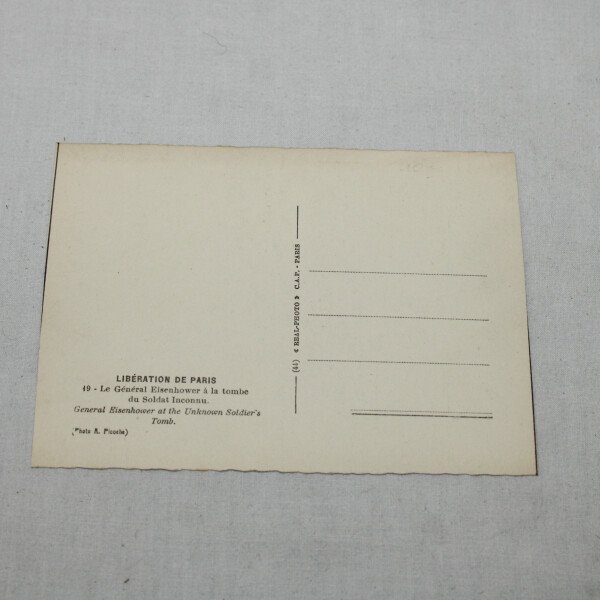 LIBÉRATION DE PARIS
19 - Le Général Eisenhower à la tombe
du Soldat Inconnu.
General Eisenhower at the Unknown Soldier's
Tomb.
(Photo A. Picoche)
(44) « REAL-PHOTO » C.A.P. - PARIS